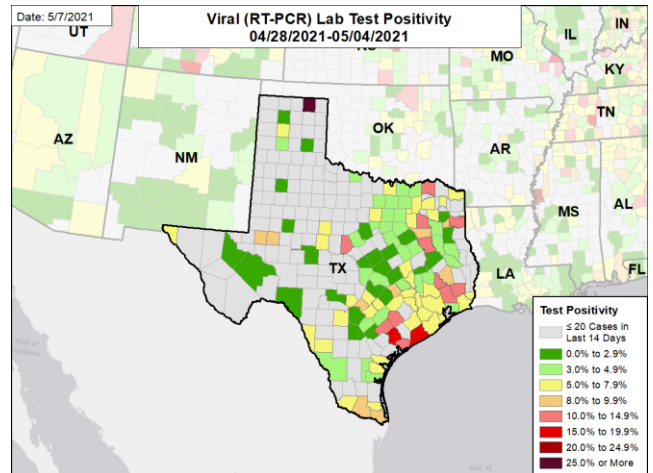 Date: 5/7/2021
Viral (RT-PCR) Lab Test Positivity
04/28/2021-05/04/2021
UT
IL
IN
MO
KY
TN
AZ
NM
OK
AR
MS
AL
TX
LA
FL
Gulf of
Test Positivity
≤ 20 Cases in
Last 14 Days
0.0% to 2.9%
3.0% to 4.9%
5.0% to 7.9%
8.0% to 9.9%
10.0% to 14.9%
15.0% to 19.9%
20.0% to 24.9%
25.0% or More